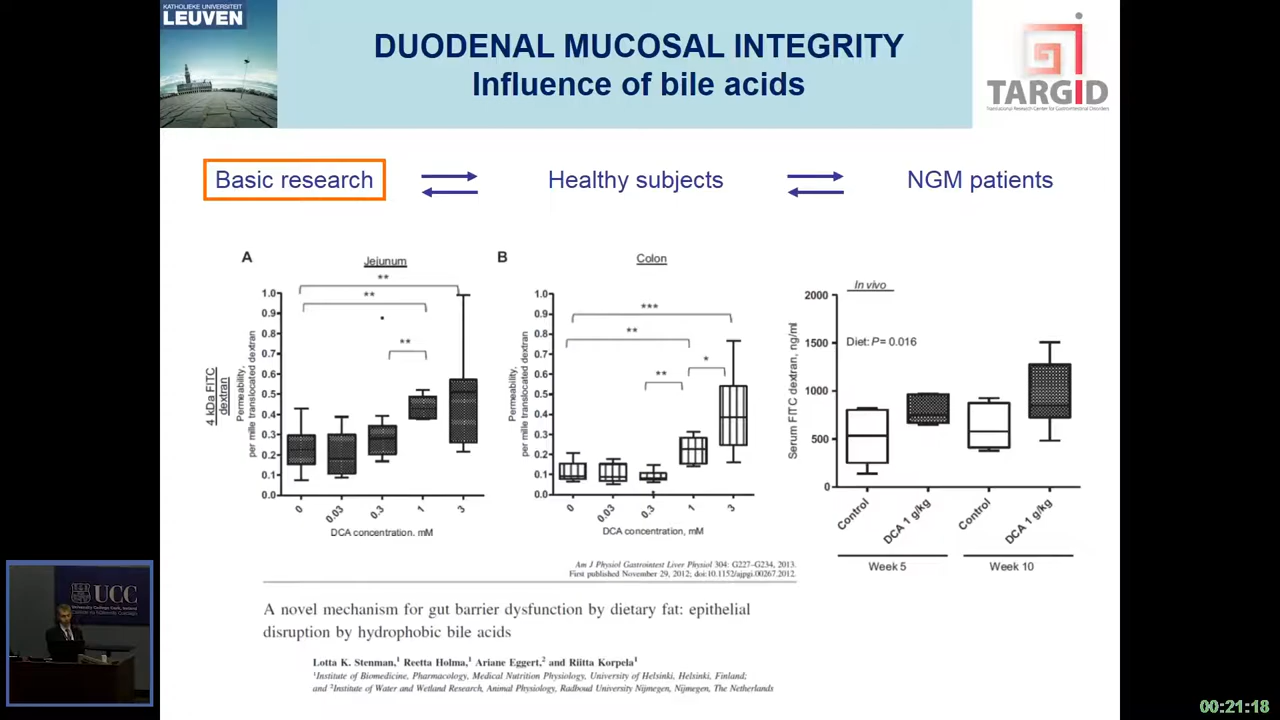 KATHOLIEKE UNIVERSITEIT
LEUVEN
DUODENAL MUCOSAL INTEGRITY
Influence of bile acids
TARGID
Translational Research Center for Gastrointestinal Disorders
Basic research
Healthy subjects
NGM patients
A
Jejunum
4 kDa FITC
dextran
Permeability,
per mille translocated dextran
1.0
0.9
0.8
0.7
0.6
0.5
0.4
0.3
0.2
0.1
0.0
**
**
**
0
0.03
0.3
1
3
DCA concentration. mM
B
Colon
Permeability,
per mille translocated dextran
1.0
0.9
0.8
0.7
0.6
0.5
0.4
0.3
0.2
0.1
0.0
***
**
*
**
0
0.03
0.3
1
3
DCA concentration, mM
In vivo
Serum FITC dextran, ng/ml
2000
1500
1000
500
0
Diet: P= 0.016
Control
DCA 1 g/kg
Control
DCA 1 g/kg
Week 5
Week 10
Am J Physiol Gastrointest Liver Physiol 304: G227–G234, 2013.
First published November 29, 2012; doi:10.1152/ajpgi.00267.2012.
A novel mechanism for gut barrier dysfunction by dietary fat: epithelial
disruption by hydrophobic bile acids
Lotta K. Stenman,1 Reetta Holma,1 Ariane Eggert,2 and Riitta Korpela1
1Institute of Biomedicine, Pharmacology, Medical Nutrition Physiology, University of Helsinki, Helsinki, Finland;
and 2Institute of Water and Wetland Research, Animal Physiology, Radboud University Nijmegen, Nijmegen, The Netherlands
UCC
00:21:18